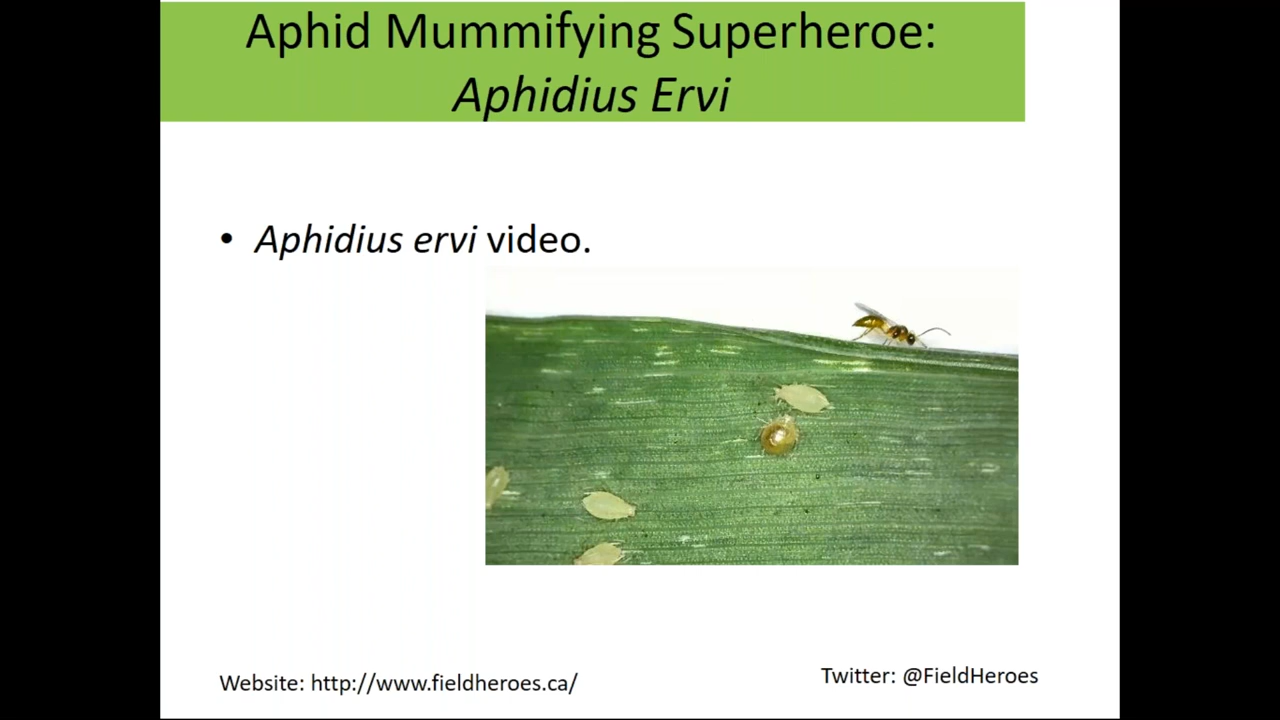 Aphid Mummifying Superheroe:
Aphidius Ervi
• Aphidius ervi video.
Website: http://www.fieldheroes.ca/
Twitter: @FieldHeroes